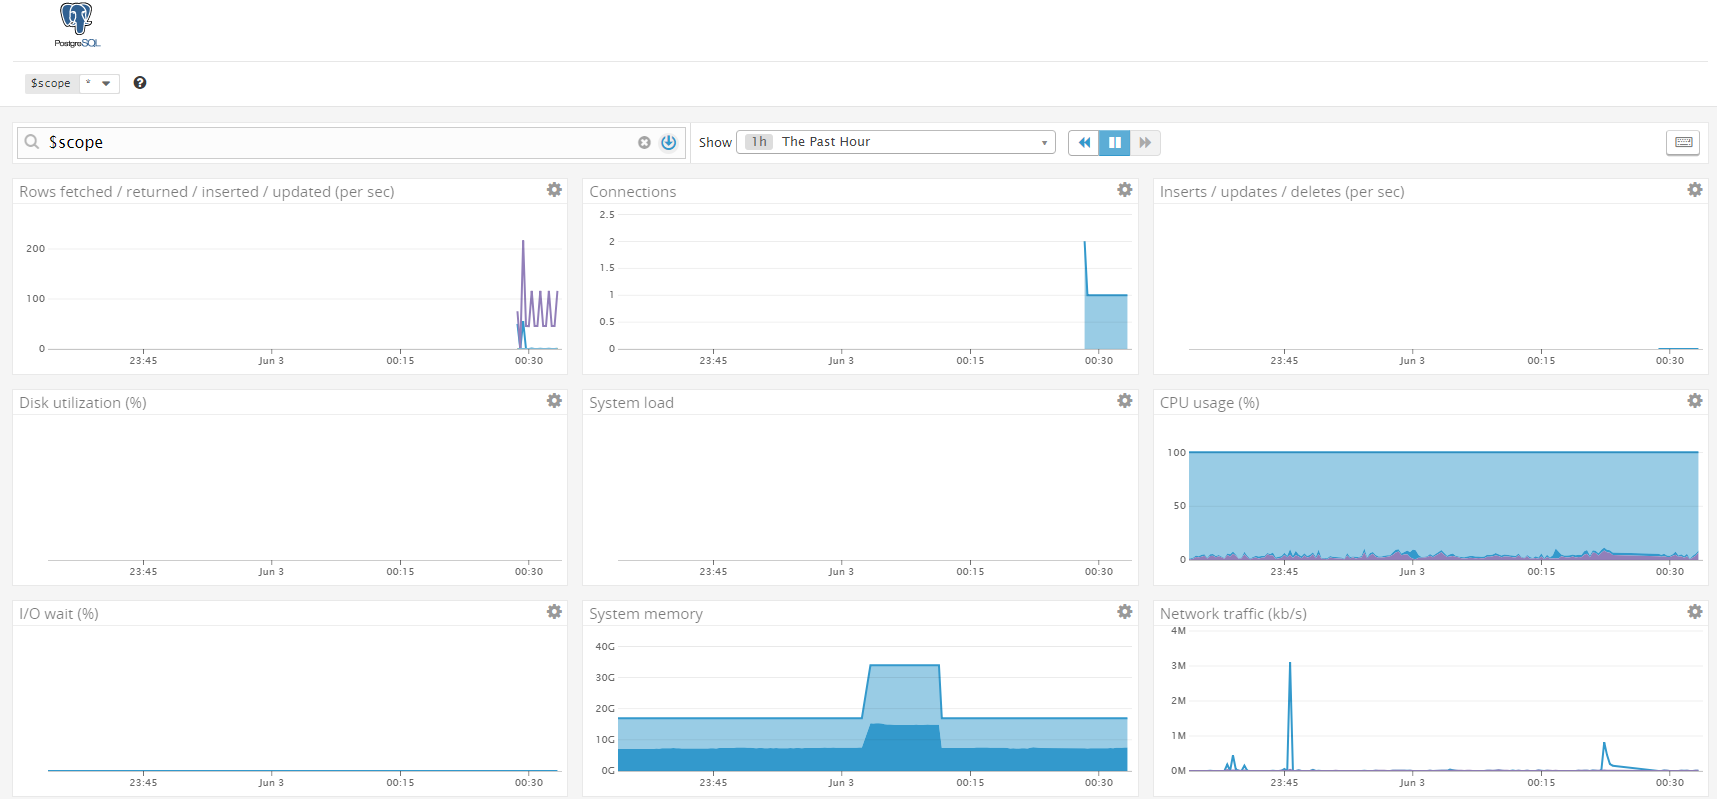 PostgreSQL
$scope * 
$scope
Show 1h The Past Hour
Rows fetched / returned / inserted / updated (per sec)
200
100
0
23:45 Jun 3 00:15 00:30
Connections
2.5
2
1.5
1
0.5
0
23:45 Jun 3 00:15 00:30
Inserts / updates / deletes (per sec)
23:45 Jun 3 00:15 00:30
Disk utilization (%)
23:45 Jun 3 00:15 00:30
System load
23:45 Jun 3 00:15 00:30
CPU usage (%)
100
50
0
23:45 Jun 3 00:15 00:30
I/O wait (%)
23:45 Jun 3 00:15 00:30
System memory
40G
30G
20G
10G
0G
23:45 Jun 3 00:15 00:30
Network traffic (kb/s)
4M
3M
2M
1M
0M
23:45 Jun 3 00:15 00:30